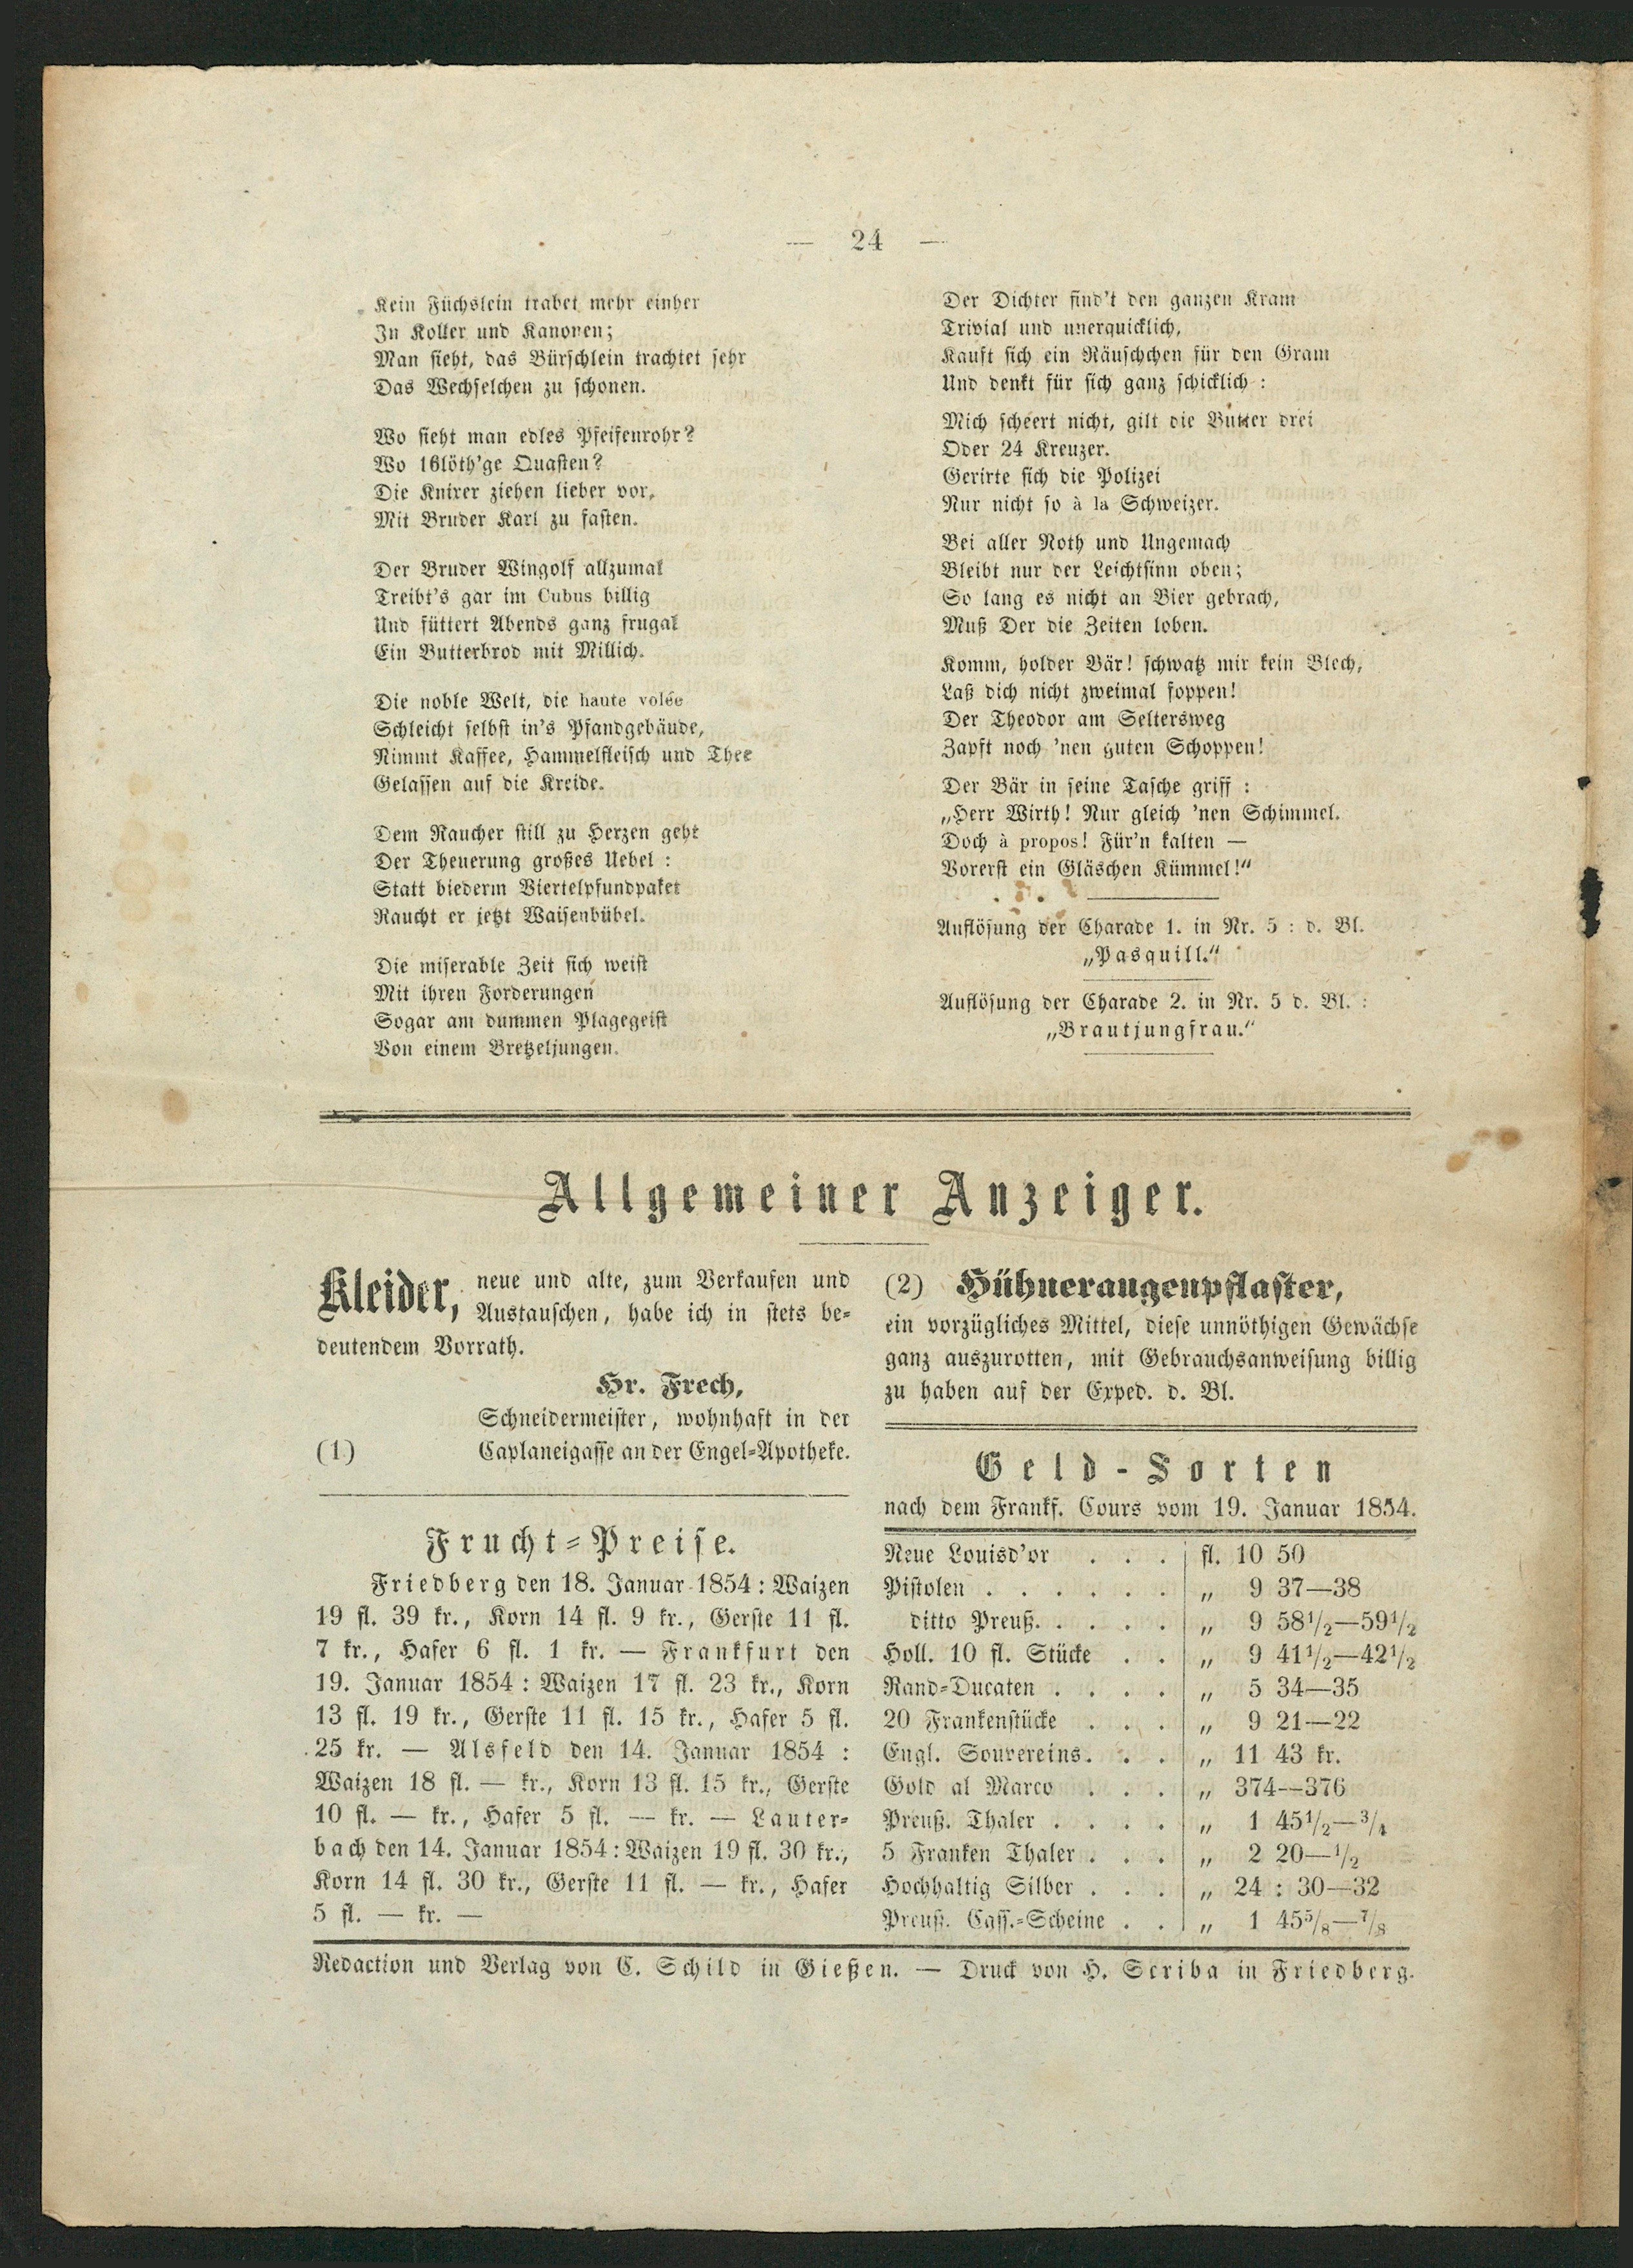 — 24 —
Kein Füchslein trabet mehr einher
In Koller und Kanonen;
Man sieht, das Bürschlein trachtet sehr
Das Wechselchen zu schonen.
Wo sieht man edles Pfeifenrohr?
Wo 16löth'ge Quasten?
Die Knixer ziehen lieber vor,
Mit Bruder Karl zu fasten.
Der Bruder Wingolf allzumal
Treibt's gar im Cubus billig
Und füttert Abends ganz frugal
Ein Butterbrod mit Millich.
Die noble Welt, die haute volée
Schleicht selbst in's Pfandgebäude,
Nimmt Kaffee, Hammelfleisch und Thee
Gelassen auf die Kreide.
Dem Raucher still zu Herzen geht
Der Theuerung großes Uebel :
Statt biederm Viertelpfundpaket
Raucht er jetzt Waisenbübel.
Die miserable Zeit sich weist
Mit ihren Forderungen
Sogar am dummen Plagegeist
Von einem Bretzeljungen.
Der Dichter find't den ganzen Kram
Trivial und unerquicklich,
Kauft sich ein Räuschchen für den Gram
Und denkt für sich ganz schicklich :
Mich scheert nicht, gilt die Butter drei
Oder 24 Kreuzer.
Gerirte sich die Polizei
Nur nicht so à la Schweizer.
Bei aller Noth und Ungemach
Bleibt nur der Leichtsinn oben;
So lang es nicht an Bier gebrach,
Muß Der die Zeiten loben.
Komm, holder Bär! schwatz mir kein Blech,
Laß dich nicht zweimal foppen!
Der Theodor am Seltersweg
Zapft noch 'nen guten Schoppen!
Der Bär in seine Tasche griff :
„Herr Wirth! Nur gleich 'nen Schimmel.
Doch à propos! Für'n kalten —
Vorerst ein Gläschen Kümmel!“
Auflösung der Charade 1. in Nr. 5 : d. Bl.
„Pasquill.“
Auflösung der Charade 2. in Nr. 5 d. Bl. :
„Brautjungfrau.“
Allgemeiner Anzeiger.
Kleider, neue und alte, zum Verkaufen und
Austauschen, habe ich in stets be-
deutendem Vorrath.
Hr. Frech,
Schneidermeister, wohnhaft in der
(1) Caplaneigasse an der Engel-Apotheke.
Frucht-Preise.
Friedberg den 18. Januar 1854 : Waizen
19 fl. 39 kr., Korn 14 fl. 9 kr., Gerste 11 fl.
7 kr., Hafer 6 fl. 1 kr. — Frankfurt den
19. Januar 1854 : Waizen 17 fl. 23 kr., Korn
13 fl. 19 kr., Gerste 11 fl. 15 kr., Hafer 5 fl.
25 kr. — Alsfeld den 14. Januar 1854 :
Waizen 18 fl. — kr., Korn 13 fl. 15 kr., Gerste
10 fl. — kr., Hafer 5 fl. — kr. — Lauter-
bach den 14. Januar 1854 : Waizen 19 fl. 30 kr.,
Korn 14 fl. 30 kr., Gerste 11 fl. — kr., Hafer
5 fl. — kr. —
(2) Hühneraugenpflaster,
ein vorzügliches Mittel, diese unnöthigen Gewächse
ganz auszurotten, mit Gebrauchsanweisung billig
zu haben auf der Exped. d. Bl.
Geld-Sorten
nach dem Frankf. Cours vom 19. Januar 1854.
Neue Louisd'or . . . fl. 10 50
Pistolen . . . . . . „ 9 37—38
ditto Preuß. . . . . „ 9 58½—59½
Holl. 10 fl. Stücke . . „ 9 41½—42½
Rand-Ducaten . . . . „ 5 34—35
20 Frankenstücke . . . „ 9 21—22
Engl. Souvereins. . . „ 11 43 kr.
Gold al Marco . . . „ 374—376
Preuß. Thaler . . . . „ 1 45½—¾
5 Franken Thaler . . . „ 2 20—½
Hochhaltig Silber . . . „ 24 : 30—32
Preuß. Cass.-Scheine . . „ 1 45⅝—⅞
Redaction und Verlag von C. Schild in Gießen. — Druck von H. Scriba in Friedberg.